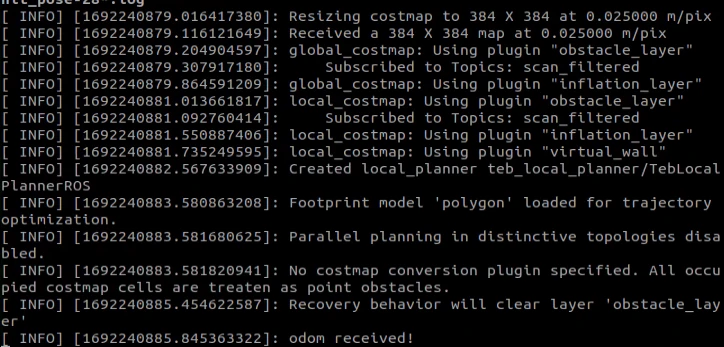 [ INFO] [1692240879.016417380]: Resizing costmap to 384 X 384 at 0.025000 m/pix
[ INFO] [1692240879.116121649]: Received a 384 X 384 map at 0.025000 m/pix
[ INFO] [1692240879.204904597]: global_costmap: Using plugin "obstacle_layer"
[ INFO] [1692240879.307917180]:     Subscribed to Topics: scan_filtered
[ INFO] [1692240879.864591209]: global_costmap: Using plugin "inflation_layer"
[ INFO] [1692240881.013661817]: local_costmap: Using plugin "obstacle_layer"
[ INFO] [1692240881.092760414]:     Subscribed to Topics: scan_filtered
[ INFO] [1692240881.550887406]: local_costmap: Using plugin "inflation_layer"
[ INFO] [1692240881.735249595]: local_costmap: Using plugin "virtual_wall"
[ INFO] [1692240882.567633909]: Created local_planner teb_local_planner/TebLocal
PlannerROS
[ INFO] [1692240883.580863208]: Footprint model 'polygon' loaded for trajectory
optimization.
[ INFO] [1692240883.581680625]: Parallel planning in distinctive topologies disa
bled.
[ INFO] [1692240883.581820941]: No costmap conversion plugin specified. All occu
pied costmap cells are treaten as point obstacles.
[ INFO] [1692240885.454622587]: Recovery behavior will clear layer 'obstacle_lay
er'
[ INFO] [1692240885.845363322]: odom received!